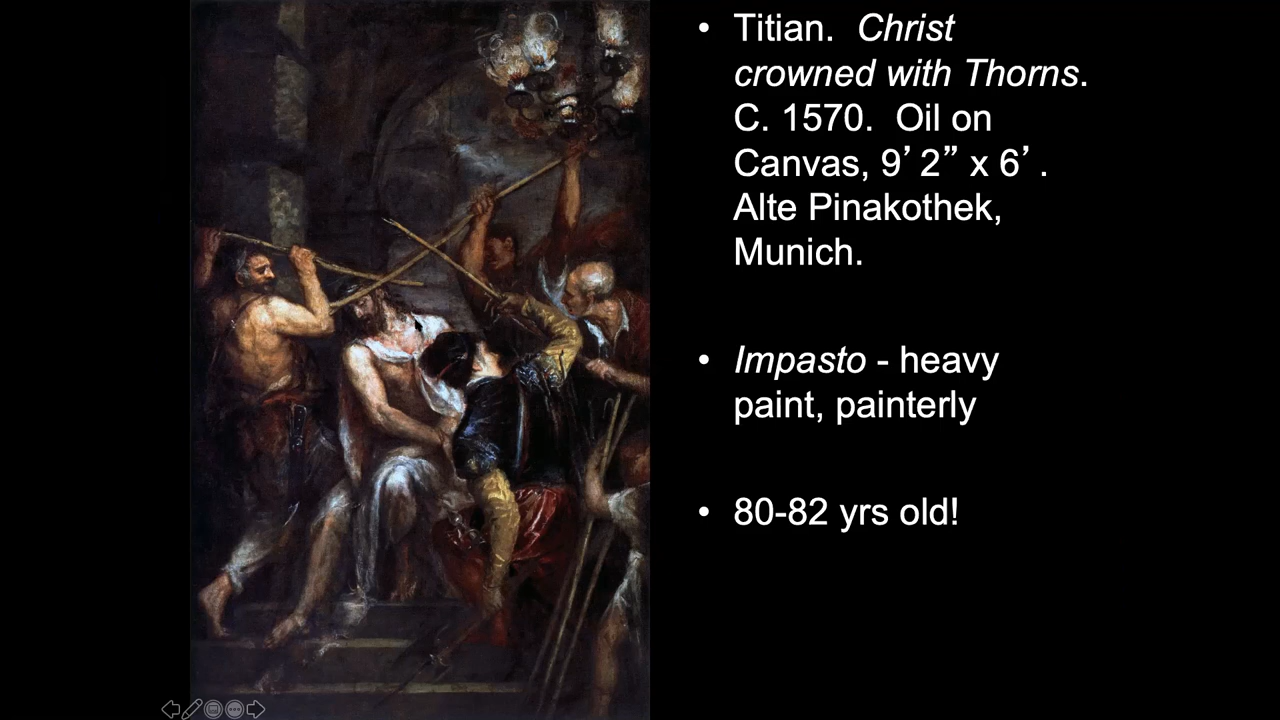 • Titian.  Christ
crowned with Thorns.
C. 1570.  Oil on
Canvas, 9’ 2” x 6’ .
Alte Pinakothek,
Munich.
• Impasto - heavy
paint, painterly
• 80-82 yrs old!